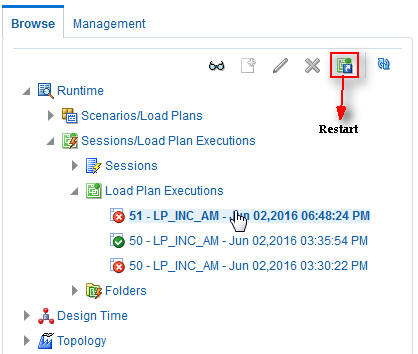 Browse Management
Restart
Runtime
Scenarios/Load Plans
Sessions/Load Plan Executions
Sessions
Load Plan Executions
51 - LP_INC_AM - Jun 02,2016 06:48:24 PM
50 - LP_INC_AM - Jun 02,2016 03:35:54 PM
50 - LP_INC_AM - Jun 02,2016 03:30:22 PM
Folders
Design Time
Topology